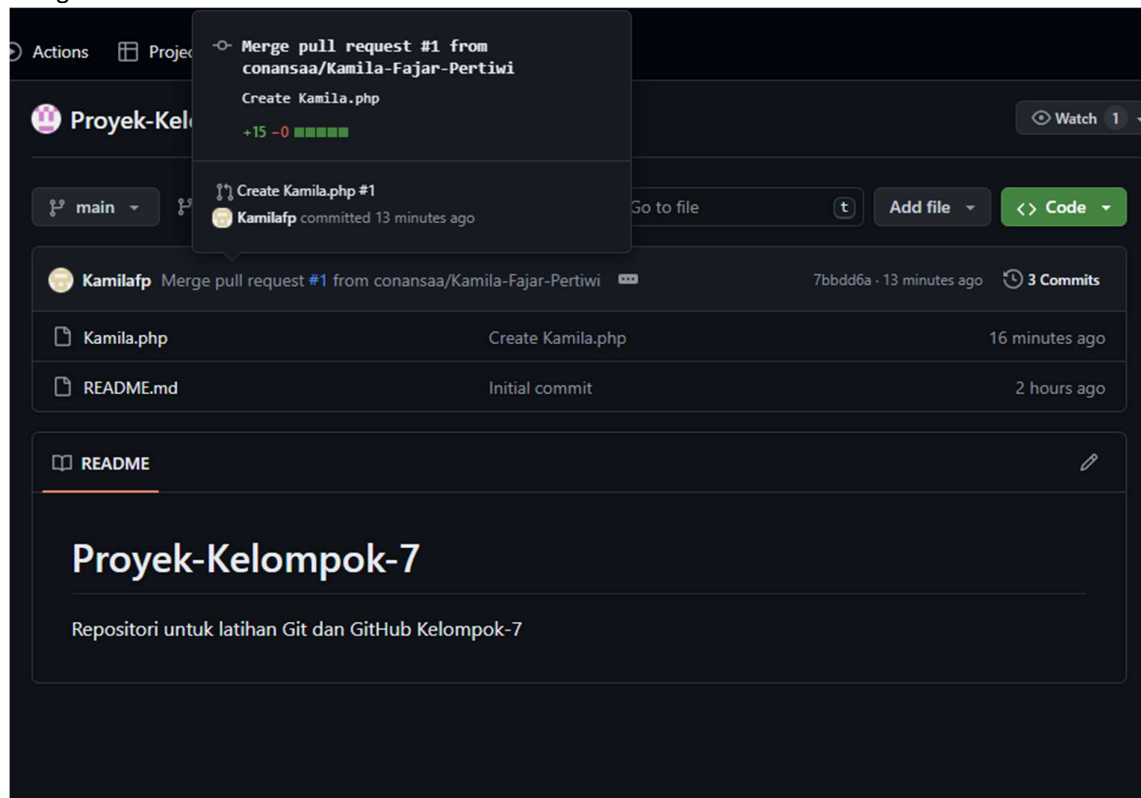 Actions Projec
Merge pull request #1 from
conansaa/Kamila-Fajar-Pertiwi
Create Kamila.php
+15 −0
Create Kamila.php #1
Kamilafp committed 13 minutes ago
Proyek-Kel
Watch 1
main
Go to file t
Add file
<> Code
Kamilafp Merge pull request #1 from conansaa/Kamila-Fajar-Pertiwi
7bbdd6a · 13 minutes ago
3 Commits
Kamila.php Create Kamila.php 16 minutes ago
README.md Initial commit 2 hours ago
README
Proyek-Kelompok-7
Repositori untuk latihan Git dan GitHub Kelompok-7